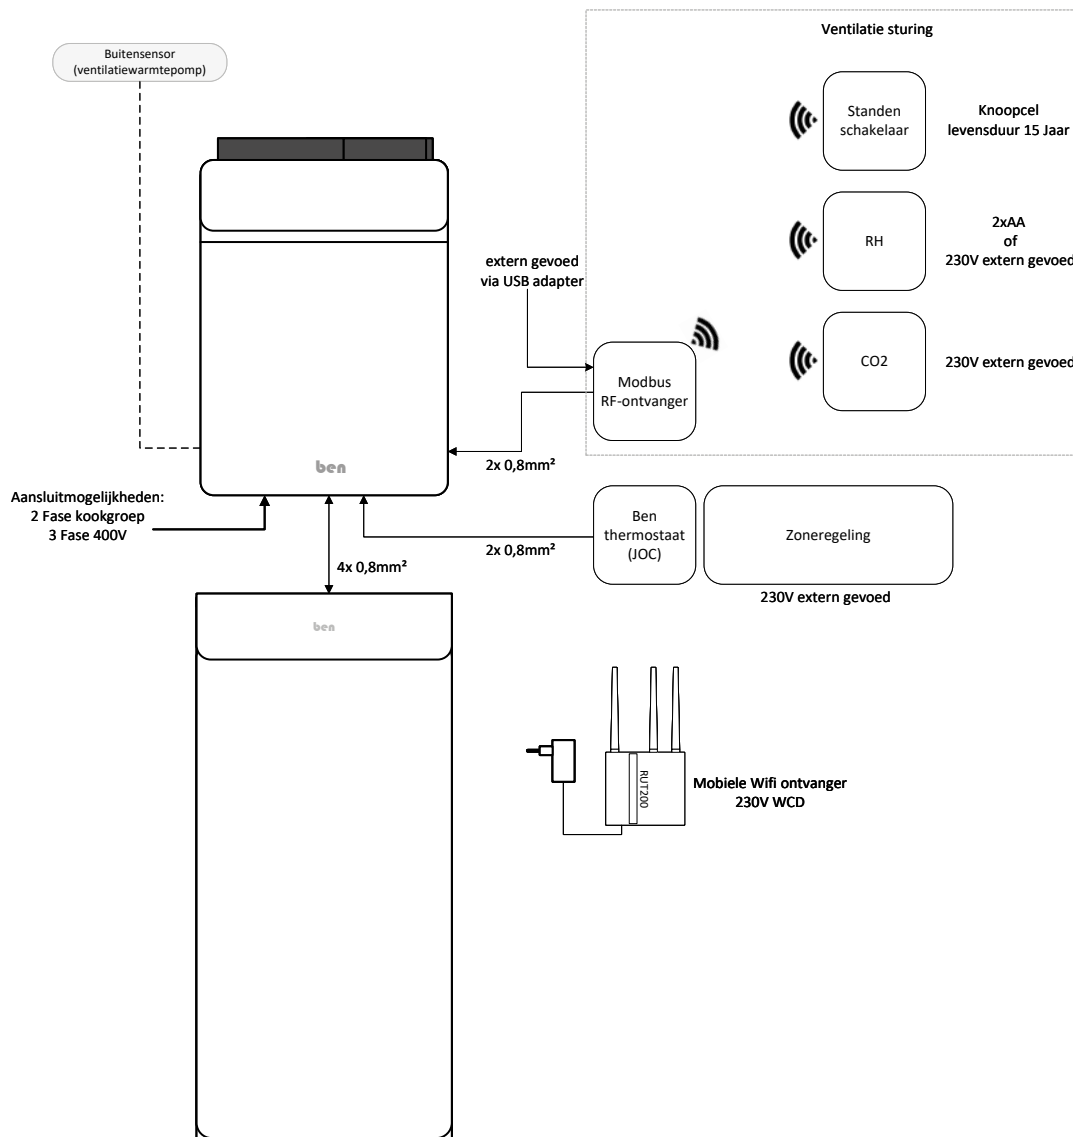 Ventilatie sturing
Buitensensor
(ventilatiewarmtepomp)
Standen
schakelaar
Knoopcel
levensduur 15 Jaar
RH
2xAA
of
230V extern gevoed
extern gevoed
via USB adapter
CO2
230V extern gevoed
Modbus
RF-ontvanger
ben
2x 0,8mm²
Aansluitmogelijkheden:
2 Fase kookgroep
3 Fase 400V
Ben
thermostaat
(JOC)
Zoneregeling
2x 0,8mm²
4x 0,8mm²
230V extern gevoed
ben
RUT200
Mobiele Wifi ontvanger
230V WCD